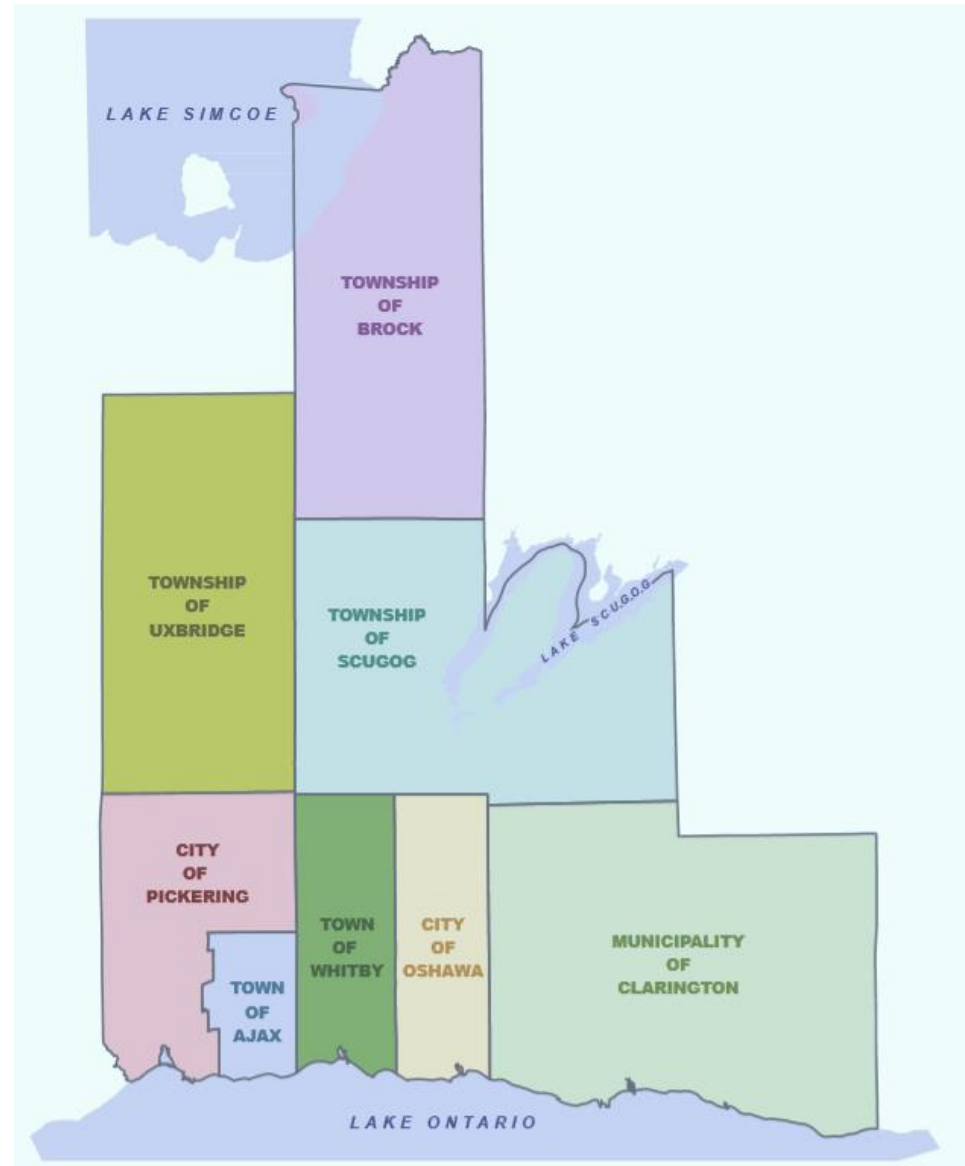 LAKE SIMCOE
TOWNSHIP
OF
BROCK
TOWNSHIP
OF
UXBRIDGE
TOWNSHIP
OF
SCUGOG
LAKE SCUGOG
CITY
OF
PICKERING
TOWN
OF
WHITBY
CITY
OF
OSHAWA
MUNICIPALITY
OF
CLARINGTON
TOWN
OF
AJAX
LAKE ONTARIO